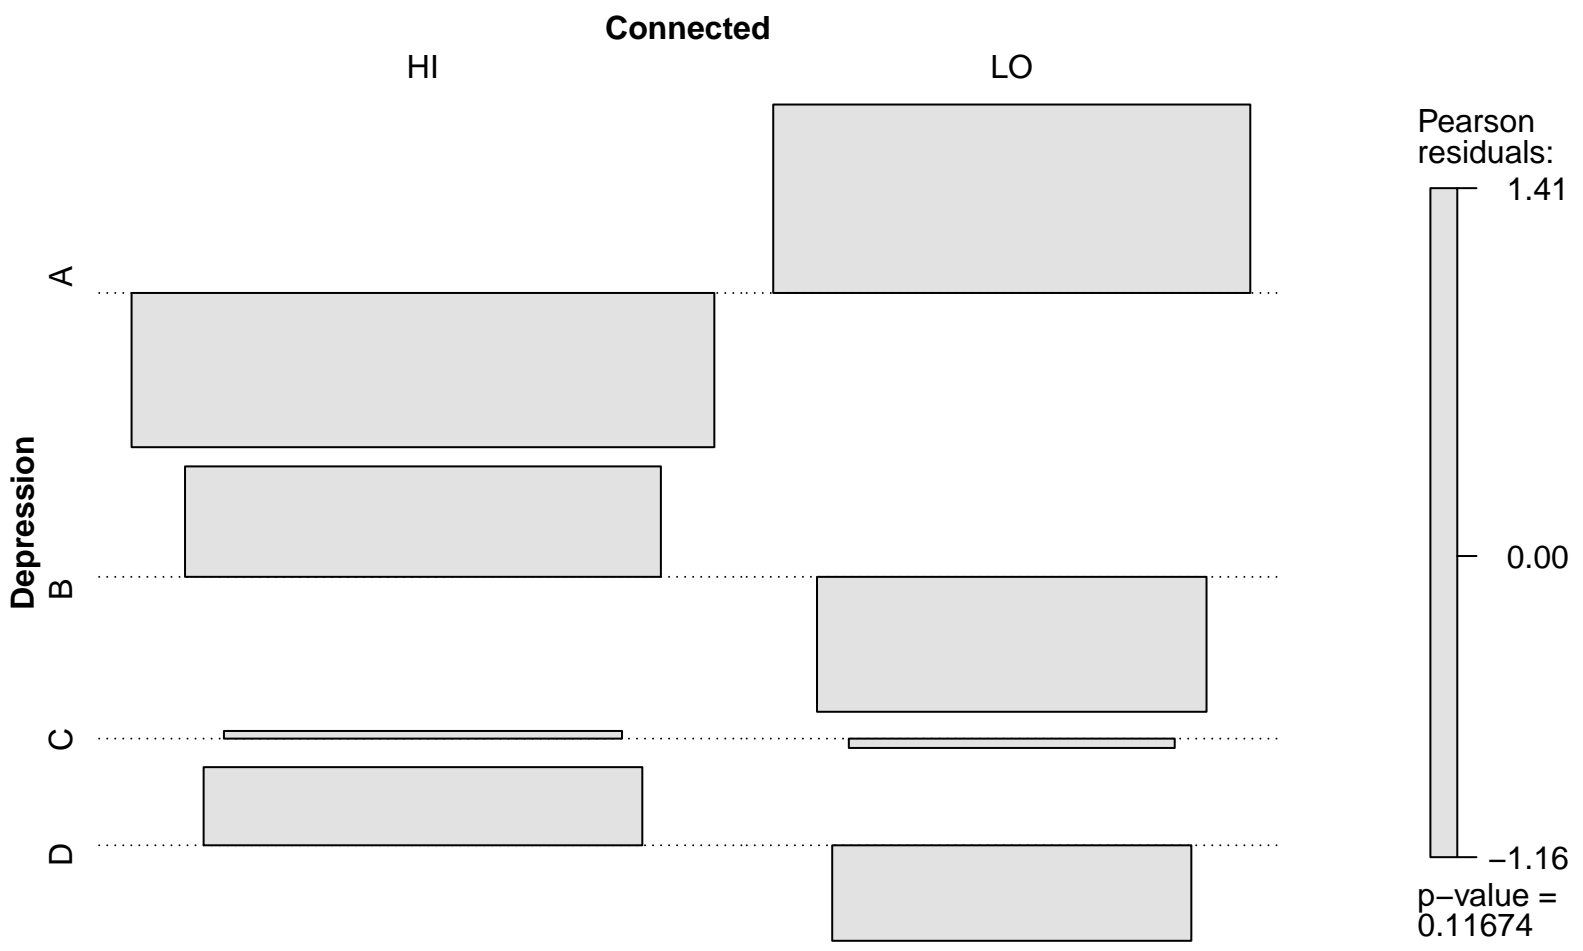 Connected
HI
LO
Depression
A
B
C
D
Pearson
residuals:
1.41
0.00
−1.16
p−value =
0.11674